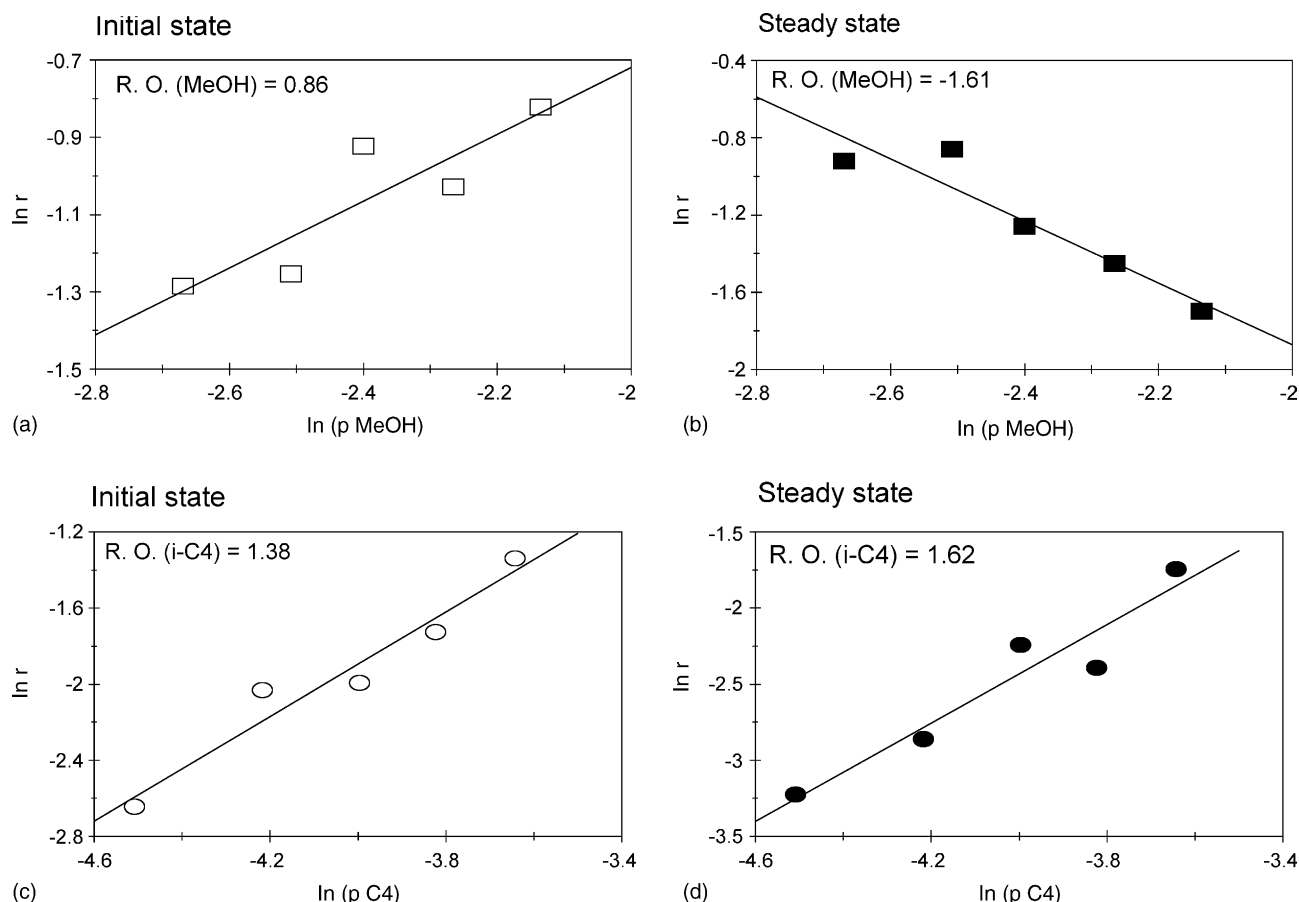 Initial state
R. O. (MeOH) = 0.86
-0.7
-0.9
-1.1
-1.3
-1.5
ln r
-2.8 -2.6 -2.4 -2.2 -2
(a) ln (p MeOH)
Steady state
R. O. (MeOH) = -1.61
-0.4
-0.8
-1.2
-1.6
-2
ln r
-2.8 -2.6 -2.4 -2.2 -2
(b) ln (p MeOH)
Initial state
R. O. (i-C4) = 1.38
-1.2
-1.6
-2
-2.4
-2.8
ln r
-4.6 -4.2 -3.8 -3.4
(c) ln (p C4)
Steady state
R. O. (i-C4) = 1.62
-1.5
-2
-2.5
-3
-3.5
ln r
-4.6 -4.2 -3.8 -3.4
(d) ln (p C4)